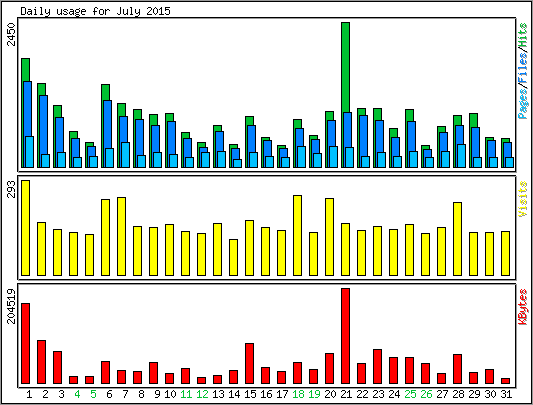 Daily usage for July 2015
2450
Pages/Files/Hits
293
Visits
204519
KBytes
1 2 3 4 5 6 7 8 9 10 11 12 13 14 15 16 17 18 19 20 21 22 23 24 25 26 27 28 29 30 31